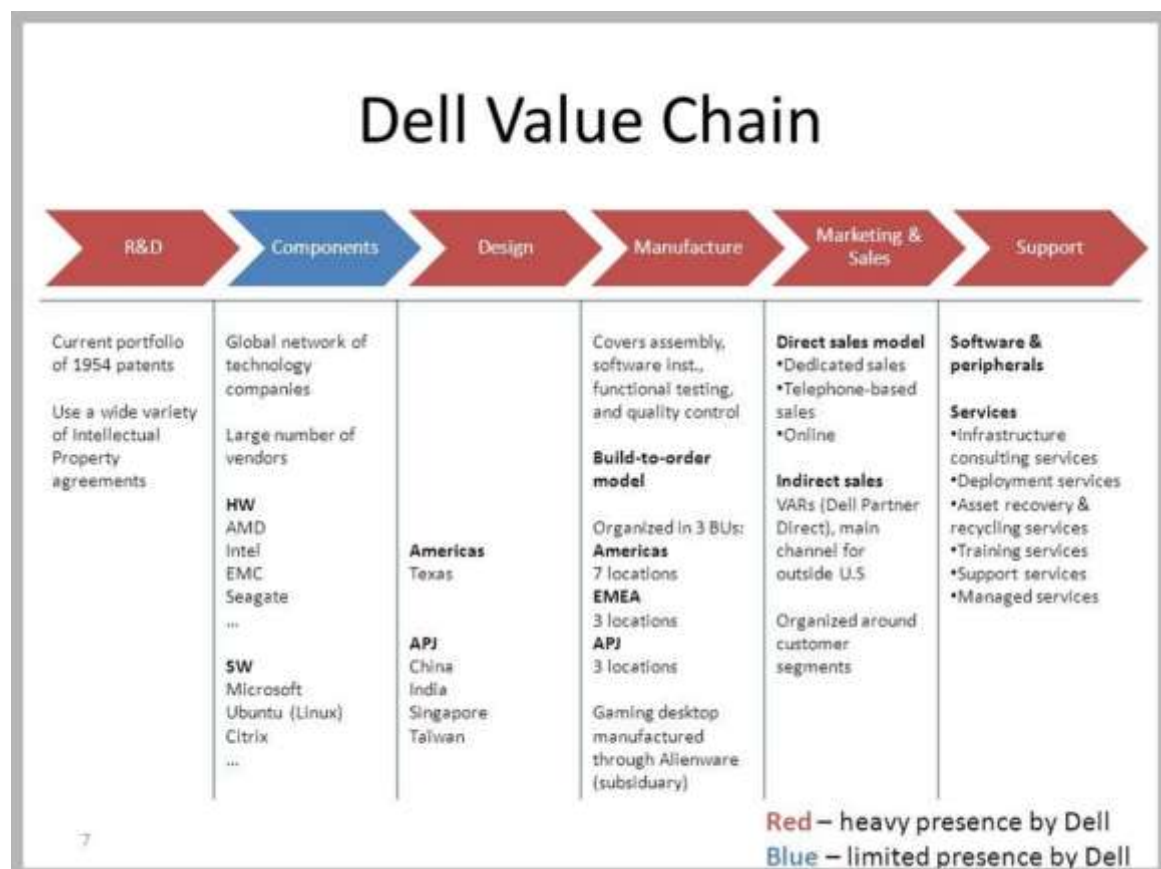 Dell Value Chain
R&D
Components
Design
Manufacture
Marketing &
Sales
Support
Current portfolio
of 1954 patents
Use a wide variety
of Intellectual
Property
agreements
Global network of
technology
companies
Large number of
vendors
HW
AMD
Intel
EMC
Seagate
...
SW
Microsoft
Ubuntu (Linux)
Citrix
...
Americas
Texas
APJ
China
India
Singapore
Taiwan
Covers assembly,
software inst.,
functional testing,
and quality control
Build-to-order
model
Organized in 3 BUs:
Americas
7 locations
EMEA
3 locations
APJ
3 locations
Gaming desktop
manufactured
through Alienware
(subsiduary)
Direct sales model
•Dedicated sales
•Telephone-based
sales
•Online
Indirect sales
VARs (Dell Partner
Direct), main
channel for
outside U.S
Organized around
customer
segments
Software &
peripherals
Services
•Infrastructure
consulting services
•Deployment services
•Asset recovery &
recycling services
•Training services
•Support services
•Managed services
7
Red – heavy presence by Dell
Blue – limited presence by Dell